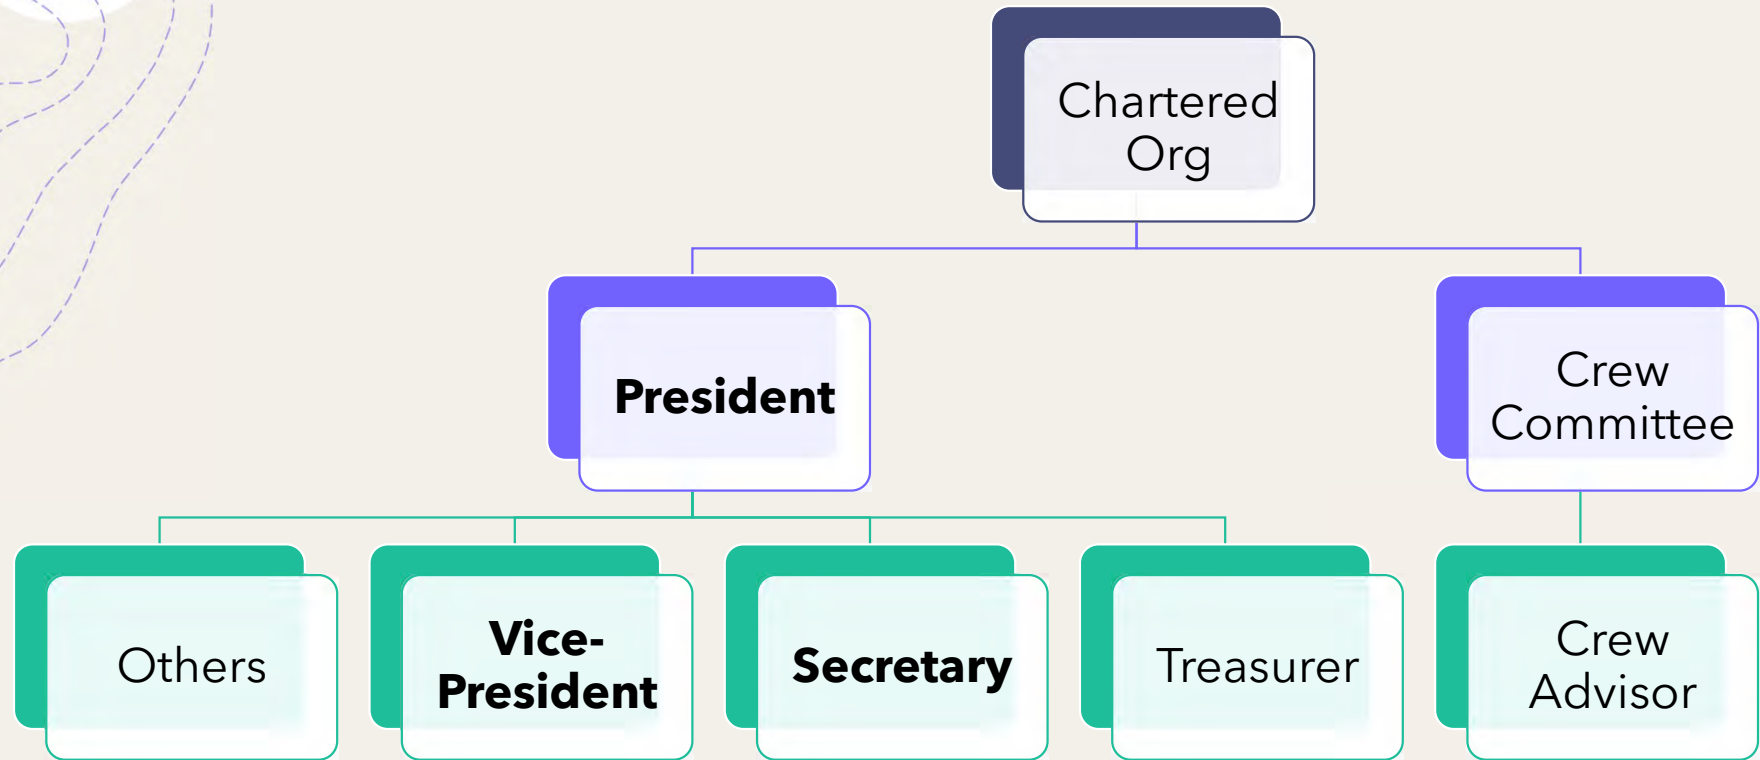 Chartered
Org
President
Crew
Committee
Others
Vice-
President
Secretary
Treasurer
Crew
Advisor